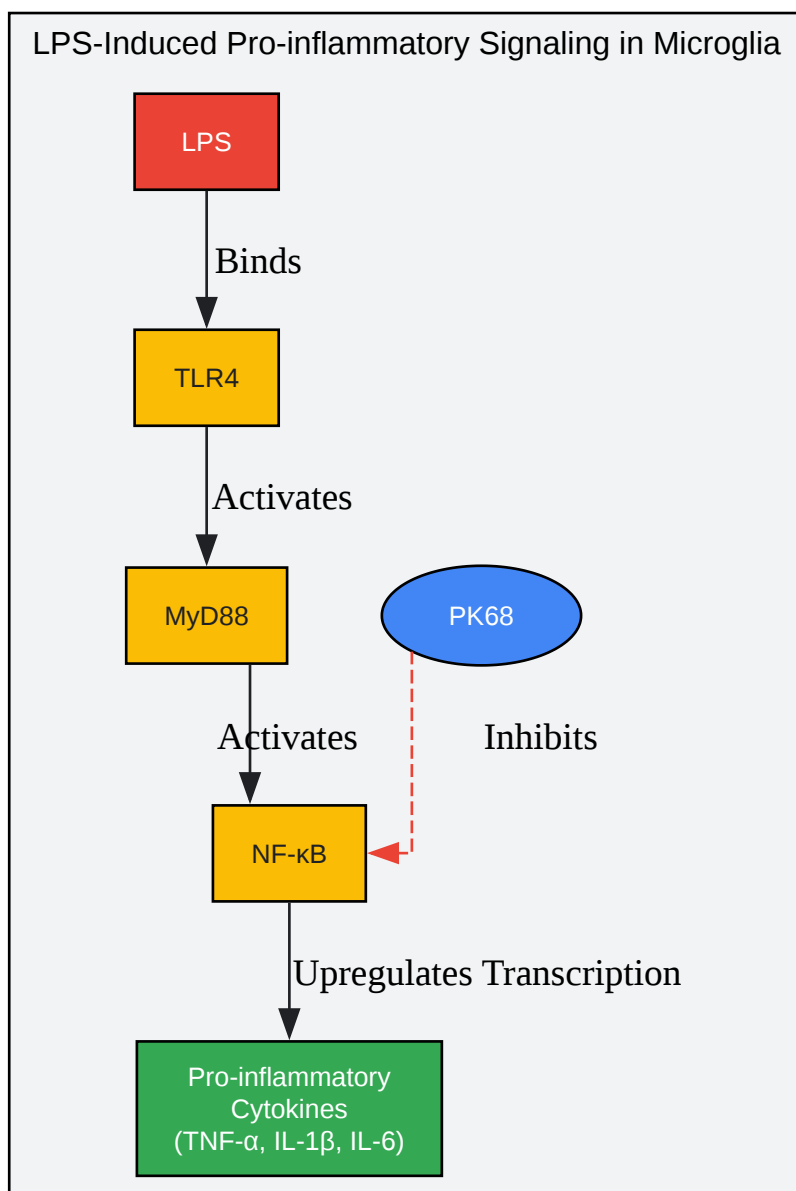 LPS-Induced Pro-inflammatory Signaling in Microglia
LPS
Binds
TLR4
Activates
MyD88
PK68
Activates
Inhibits
NF-κB
Upregulates Transcription
Pro-inflammatory
Cytokines
(TNF-α, IL-1β, IL-6)